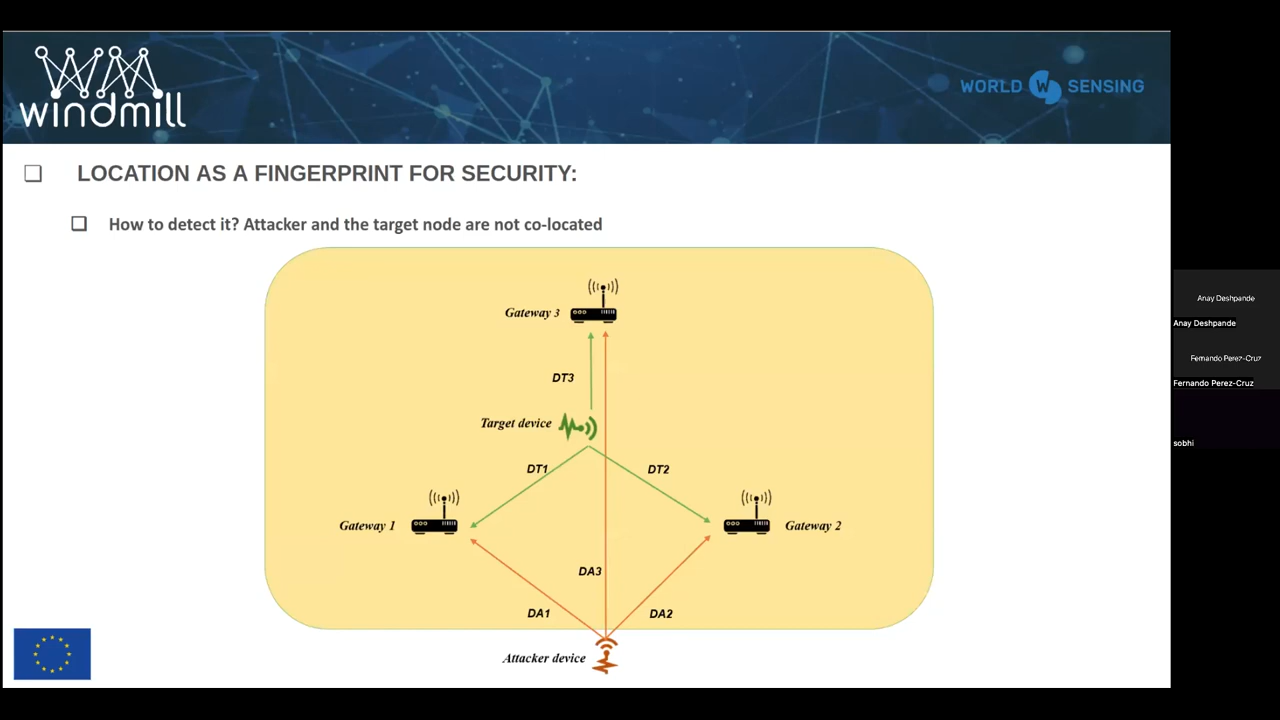 windmill
WORLD W SENSING
LOCATION AS A FINGERPRINT FOR SECURITY:
How to detect it? Attacker and the target node are not co-located
Gateway 3
DT3
Target device
DT1
DT2
Gateway 1
Gateway 2
DA3
DA1
DA2
Attacker device
Anay Deshpande
Anay Deshpande
Fernando Perez-Cruz
Fernando Perez-Cruz
sobhi